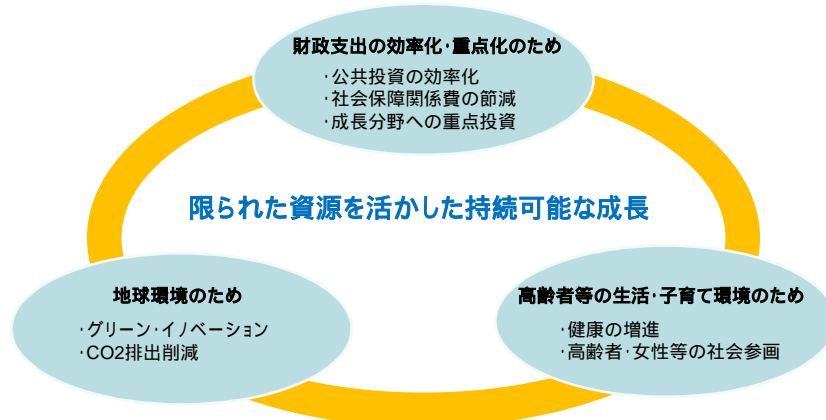 財政支出の効率化・重点化のため
・公共投資の効率化
・社会保障関係費の節減
・成長分野への重点投資
限られた資源を活かした持続可能な成長
地球環境のため
・グリーン・イノベーション
・CO2排出削減
高齢者等の生活・子育て環境のため
・健康の増進
・高齢者・女性等の社会参画